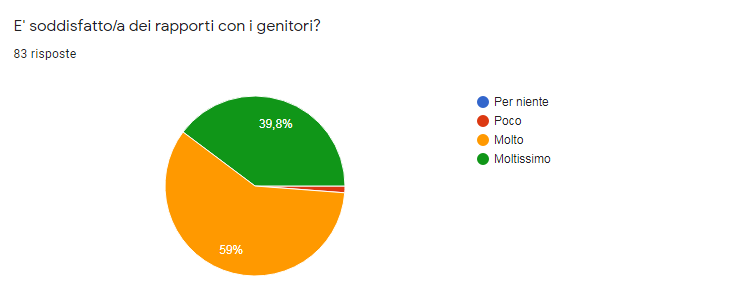 E' soddisfatto/a dei rapporti con i genitori?
83 risposte
39,8%
59%
Per niente
Poco
Molto
Moltissimo